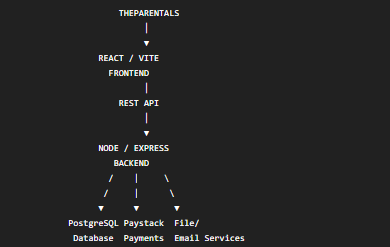 THEPARENTALS
REACT / VITE
FRONTEND
REST API
NODE / EXPRESS
BACKEND
PostgreSQL Paystack File/
Database Payments Email Services